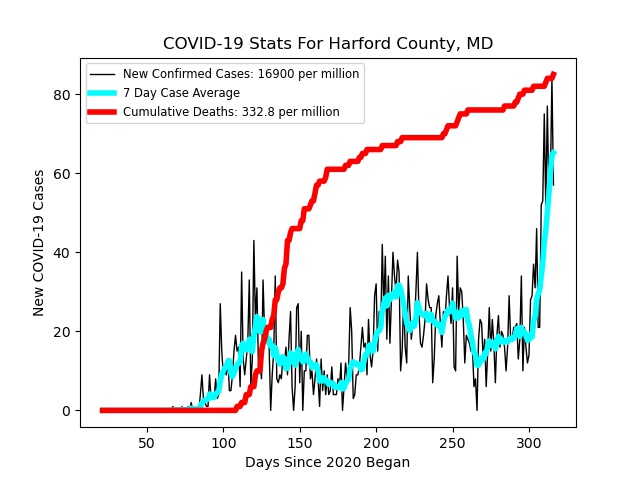 COVID-19 Stats For Harford County, MD
New Confirmed Cases: 16900 per million
7 Day Case Average
Cumulative Deaths: 332.8 per million
New COVID-19 Cases
80
60
40
20
0
50 100 150 200 250 300
Days Since 2020 Began